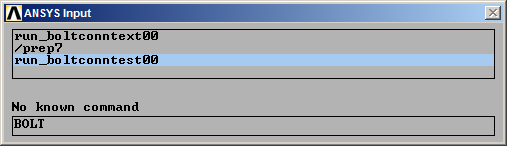 ANSYS Input
run_boltconntext00
/prep7
run_boltconntest00
No known command
BOLT